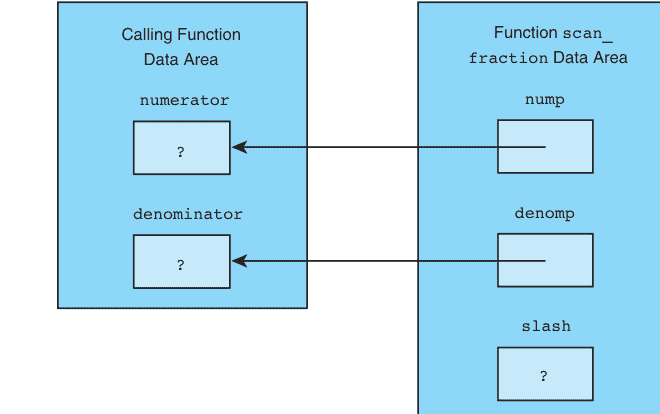 Calling Function
Data Area
numerator
?
denominator
?
Function scan_
fraction Data Area
nump
denomp
slash
?